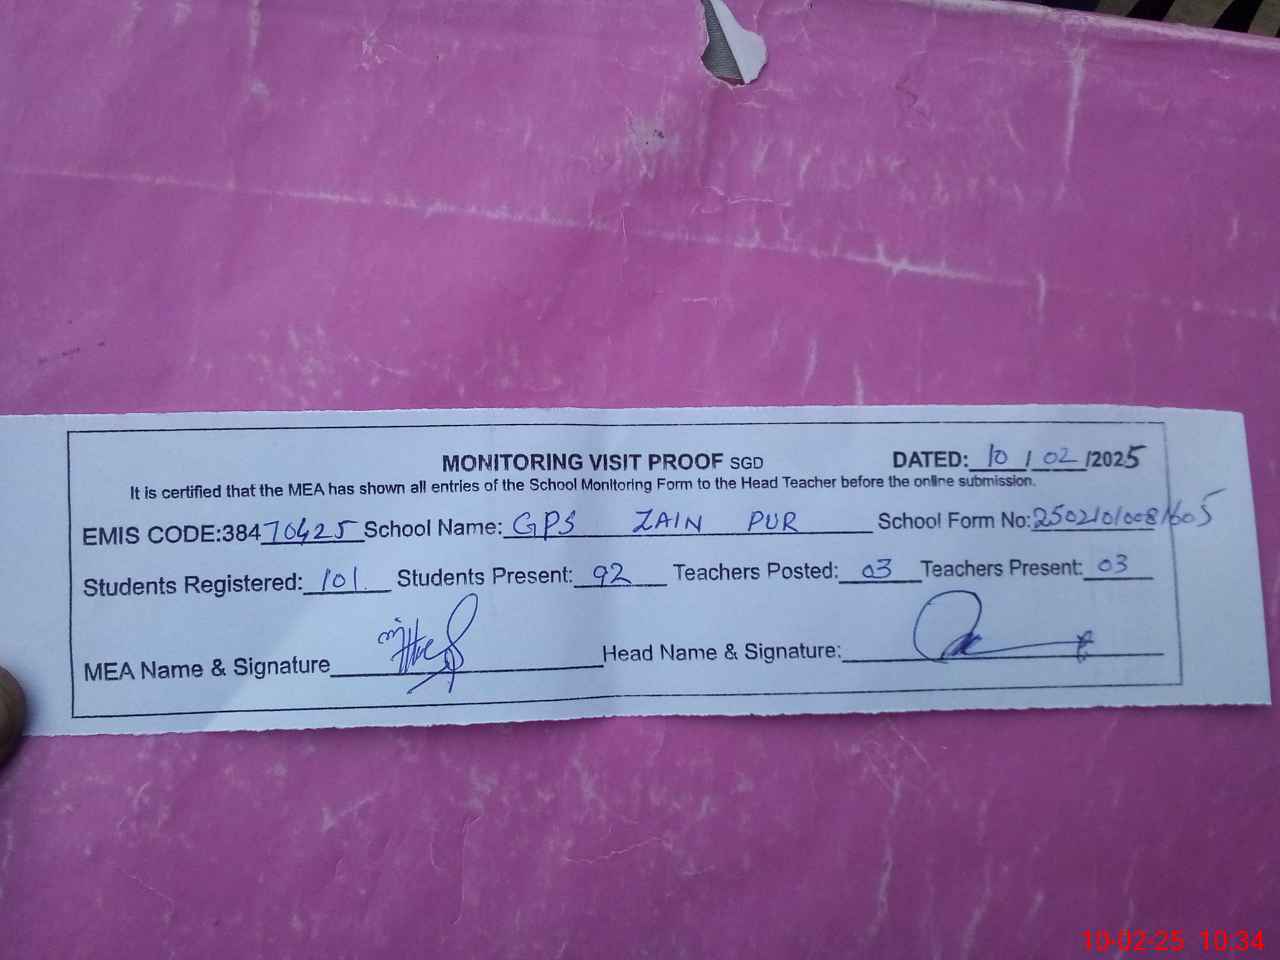 MONITORING VISIT PROOF SGD DATED: 10 / 02 /2025
It is certified that the MEA has shown all entries of the School Monitoring Form to the Head Teacher before the online submission.
EMIS CODE:38470425 School Name: GPS ZAIN PUR School Form No: 25021010081605
Students Registered: 101 Students Present: 92 Teachers Posted: 03 Teachers Present: 03
MEA Name & Signature Head Name & Signature:
10-02-25 10:34